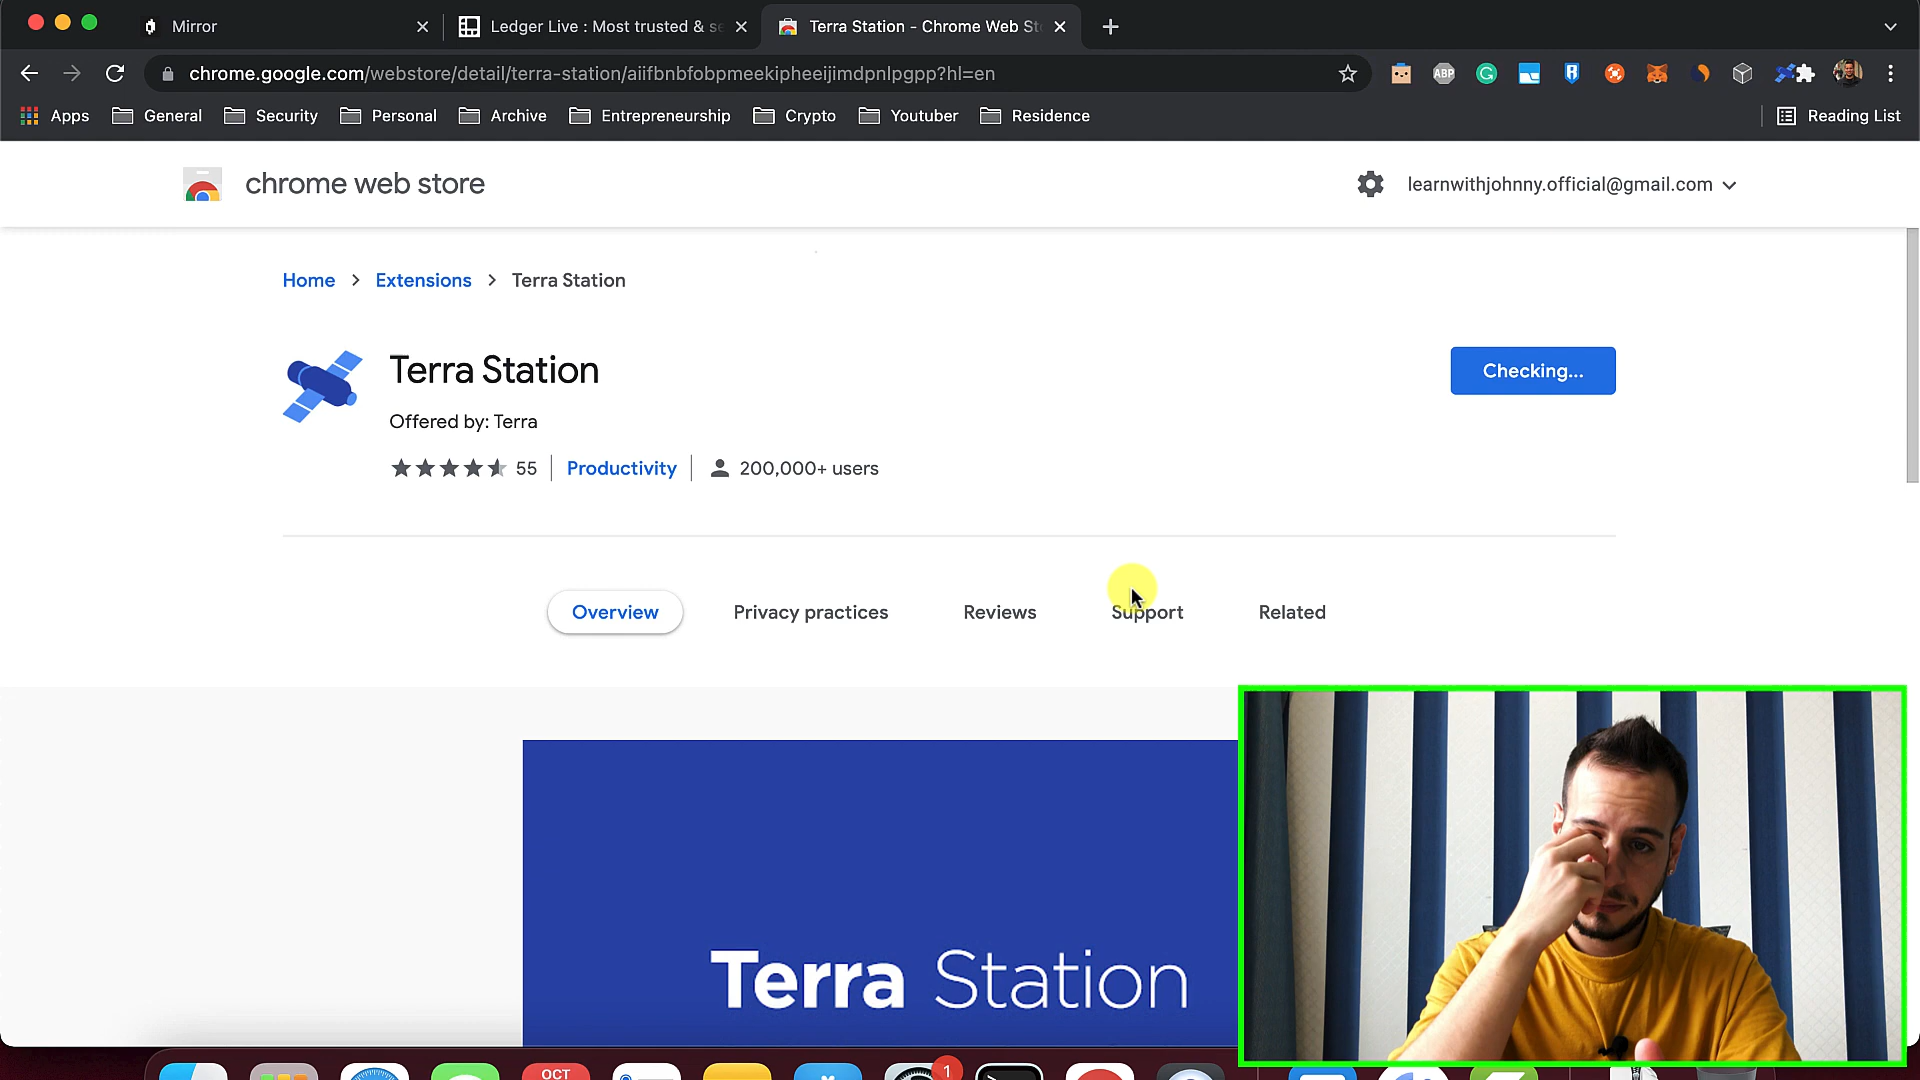 Mirror
Ledger Live : Most trusted & se
Terra Station - Chrome Web Sto
chrome.google.com/webstore/detail/terra-station/aiifbnbfobpmeekipheeijimdpnlpgpp?hl=en
ABP
Apps
General
Security
Personal
Archive
Entrepreneurship
Crypto
Youtuber
Residence
Reading List
chrome web store
learnwithjohnny.official@gmail.com
Home > Extensions > Terra Station
Terra Station
Checking...
Offered by: Terra
55
Productivity
200,000+ users
Overview
Privacy practices
Reviews
Support
Related
Terra Station
OCT
1